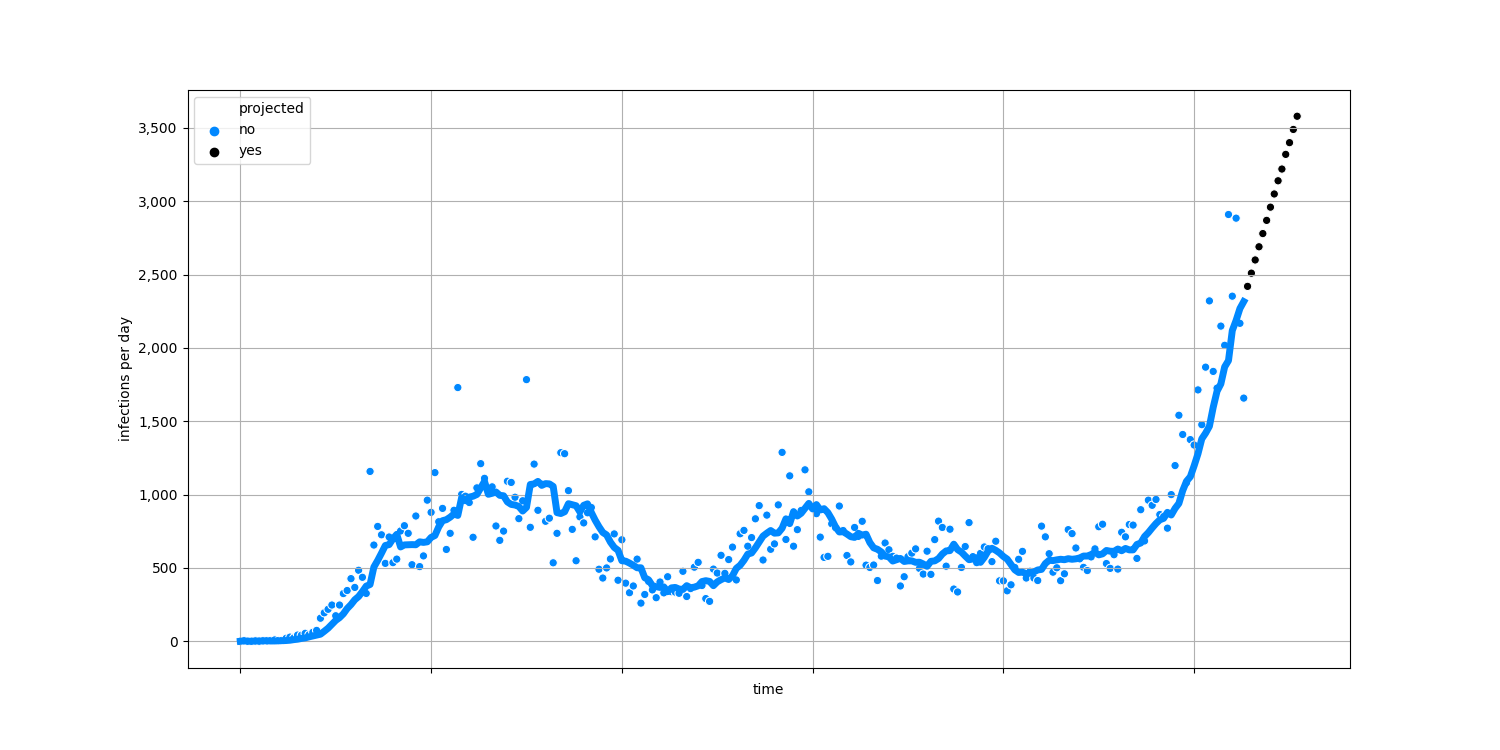 projected
no
yes
3,500
3,000
2,500
2,000
1,500
1,000
500
0
infections per day
time